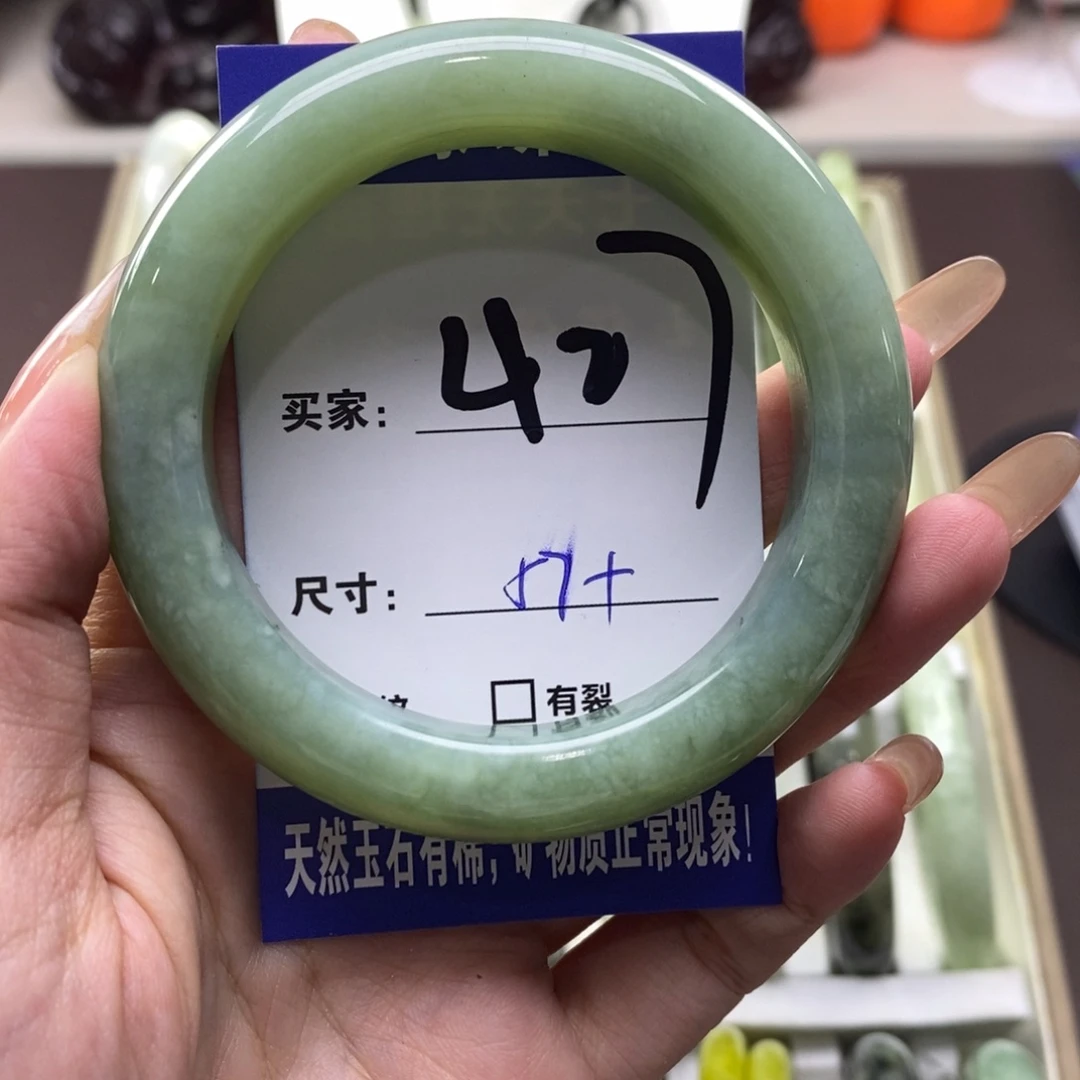 买家： 47
尺寸： 57+
□ 有裂
天然玉石有棉，矿物质正常现象！